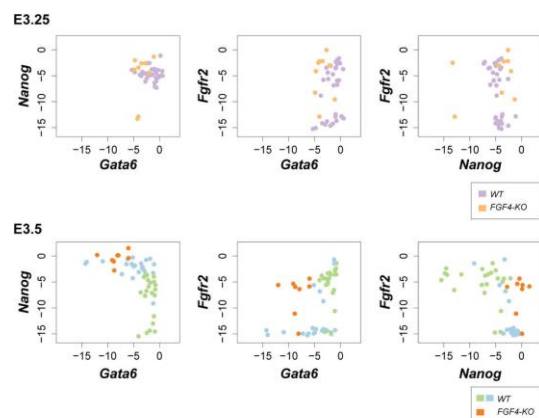 E3.25
Nanog
0
−5
−10
−15
−15 −10 −5 0
Gata6
Fgfr2
0
−5
−10
−15
−15 −10 −5 0
Gata6
Fgfr2
0
−5
−10
−15
−15 −10 −5 0
Nanog
WT
FGF4-KO
E3.5
Nanog
0
−5
−10
−15
−15 −10 −5 0
Gata6
Fgfr2
0
−5
−10
−15
−15 −10 −5 0
Gata6
Fgfr2
0
−5
−10
−15
−15 −10 −5 0
Nanog
WT
FGF4-KO